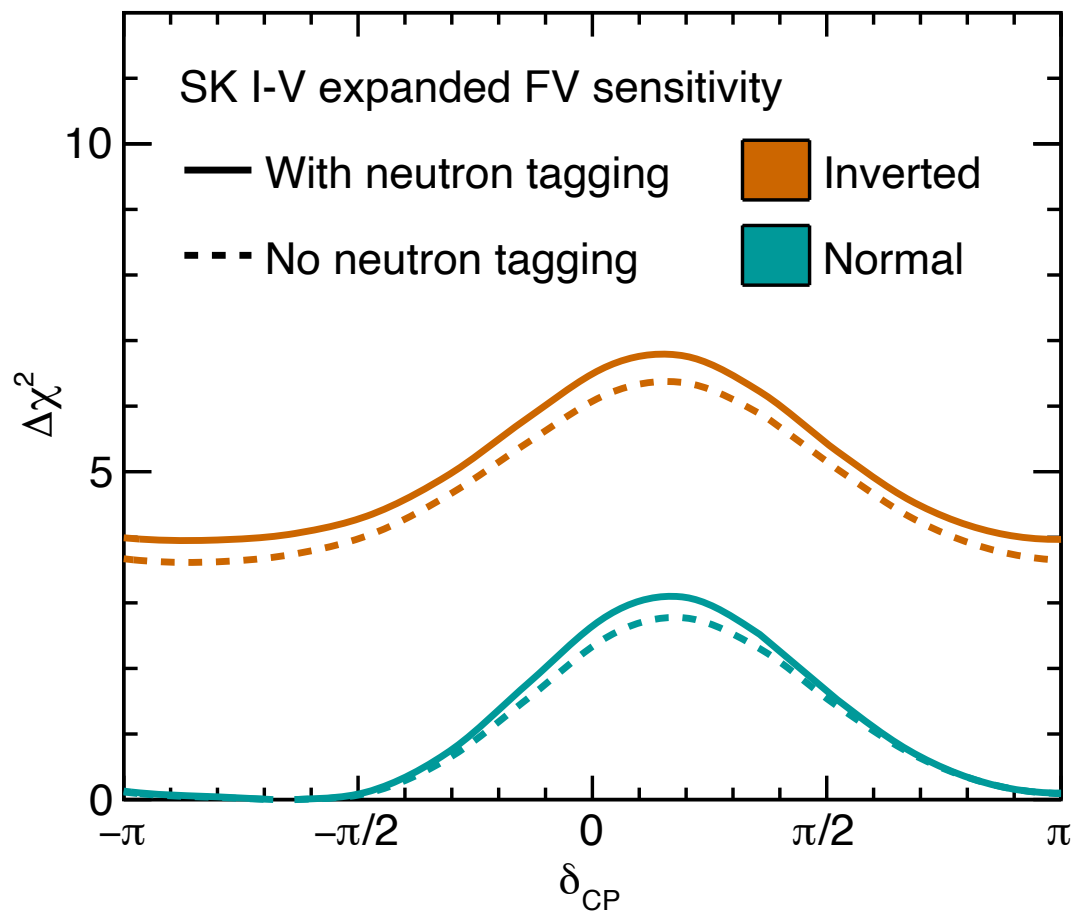 SK I-V expanded FV sensitivity
With neutron tagging Inverted
No neutron tagging Normal
10
5
0
Δχ²
−π −π/2 0 π/2 π
δCP